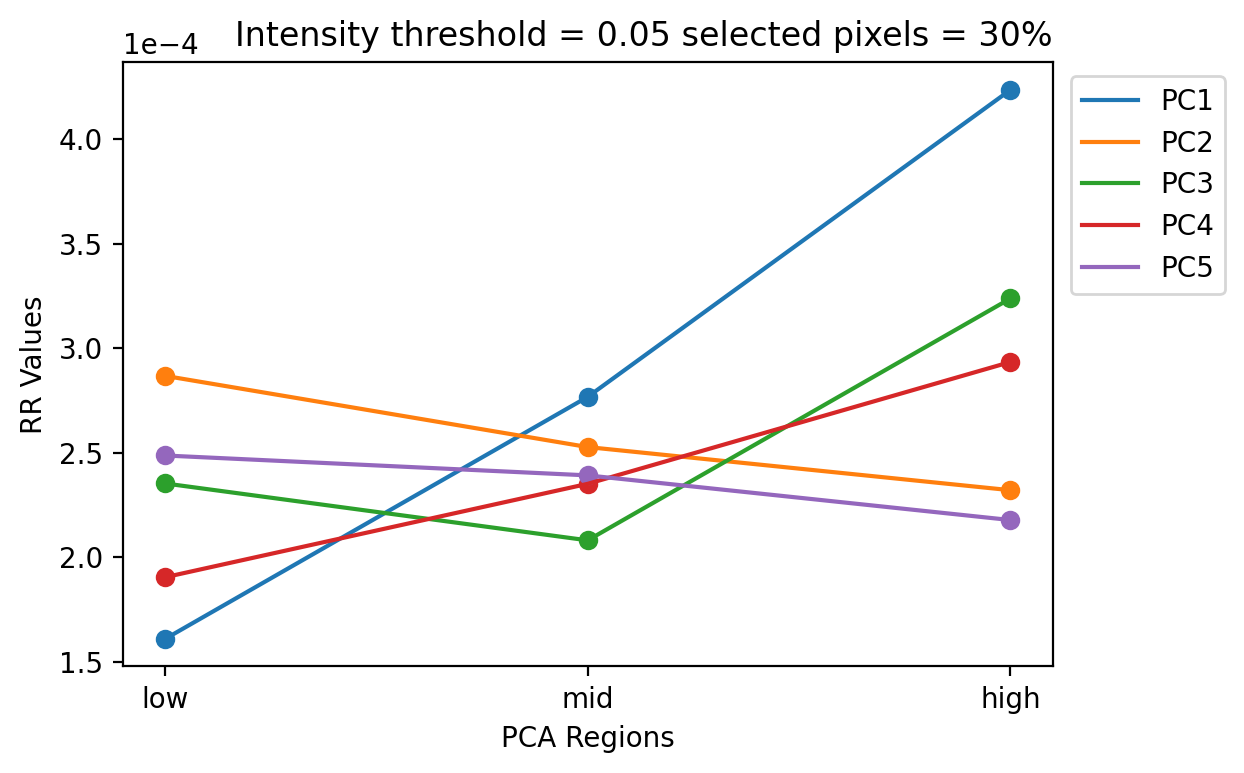 Intensity threshold = 0.05 selected pixels = 30%
1e−4
4.0
3.5
3.0
2.5
2.0
1.5
RR Values
low
mid
high
PCA Regions
PC1
PC2
PC3
PC4
PC5